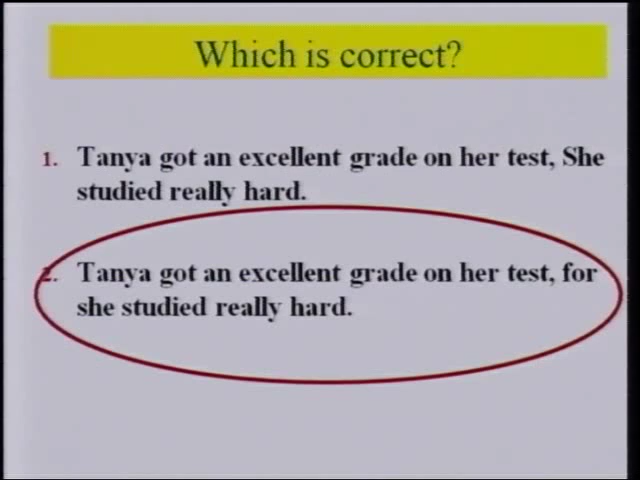 Which is correct?
1. Tanya got an excellent grade on her test, She
studied really hard.
2. Tanya got an excellent grade on her test, for
she studied really hard.